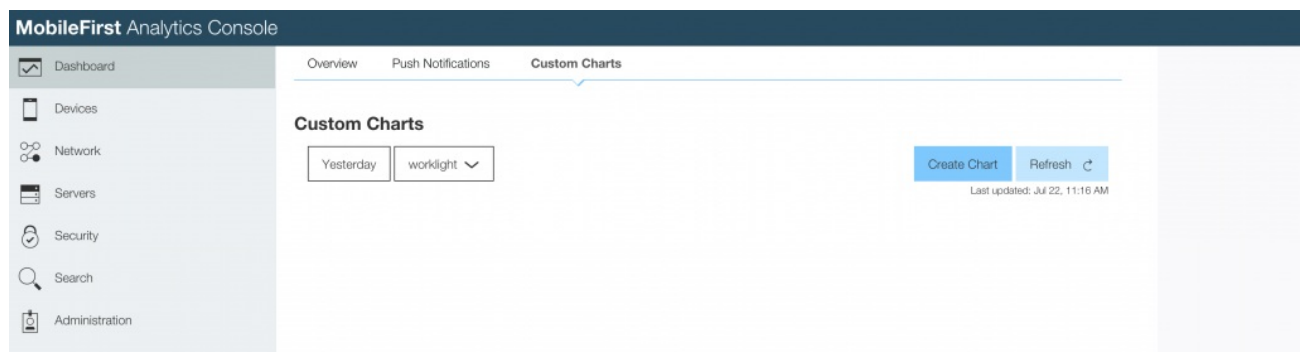 MobileFirst Analytics Console
Dashboard
Devices
Network
Servers
Security
Search
Administration
Overview Push Notifications Custom Charts
Custom Charts
Yesterday worklight
Create Chart Refresh
Last updated: Jul 22, 11:16 AM